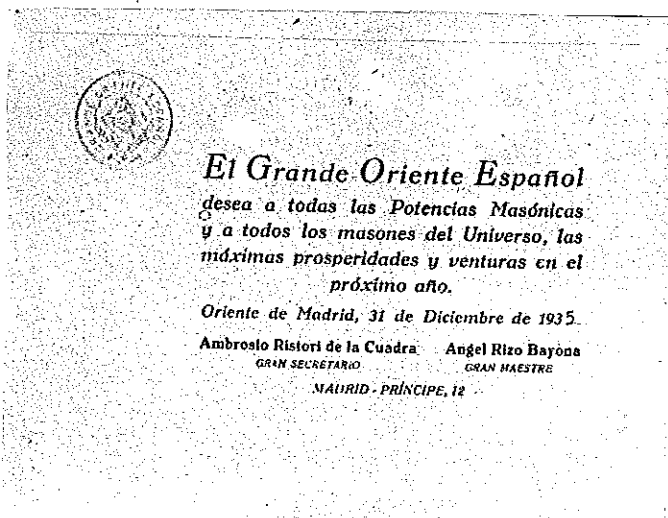 El Grande Oriente Español
desea a todas las Potencias Masónicas
y a todos los masones del Universo, las
máximas prosperidades y venturas en el
próximo año.
Oriente de Madrid, 31 de Diciembre de 1935.
Ambrosio Ristori de la Cuadra Angel Rizo Bayona
GRAN SECRETARIO GRAN MAESTRE
MADRID - PRÍNCIPE, 12